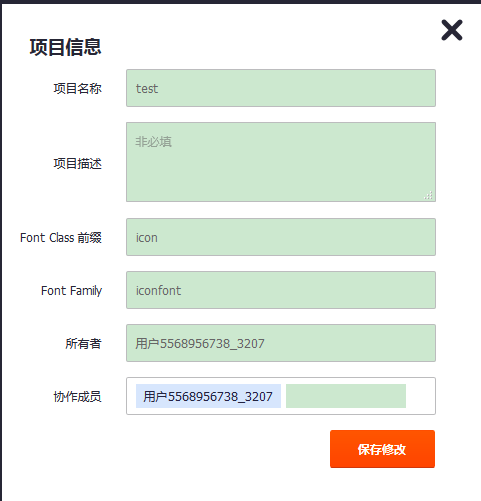 项目信息
项目名称 test
项目描述 非必填
Font Class 前缀 icon
Font Family iconfont
所有者 用户5568956738_3207
协作成员 用户5568956738_3207
保存修改